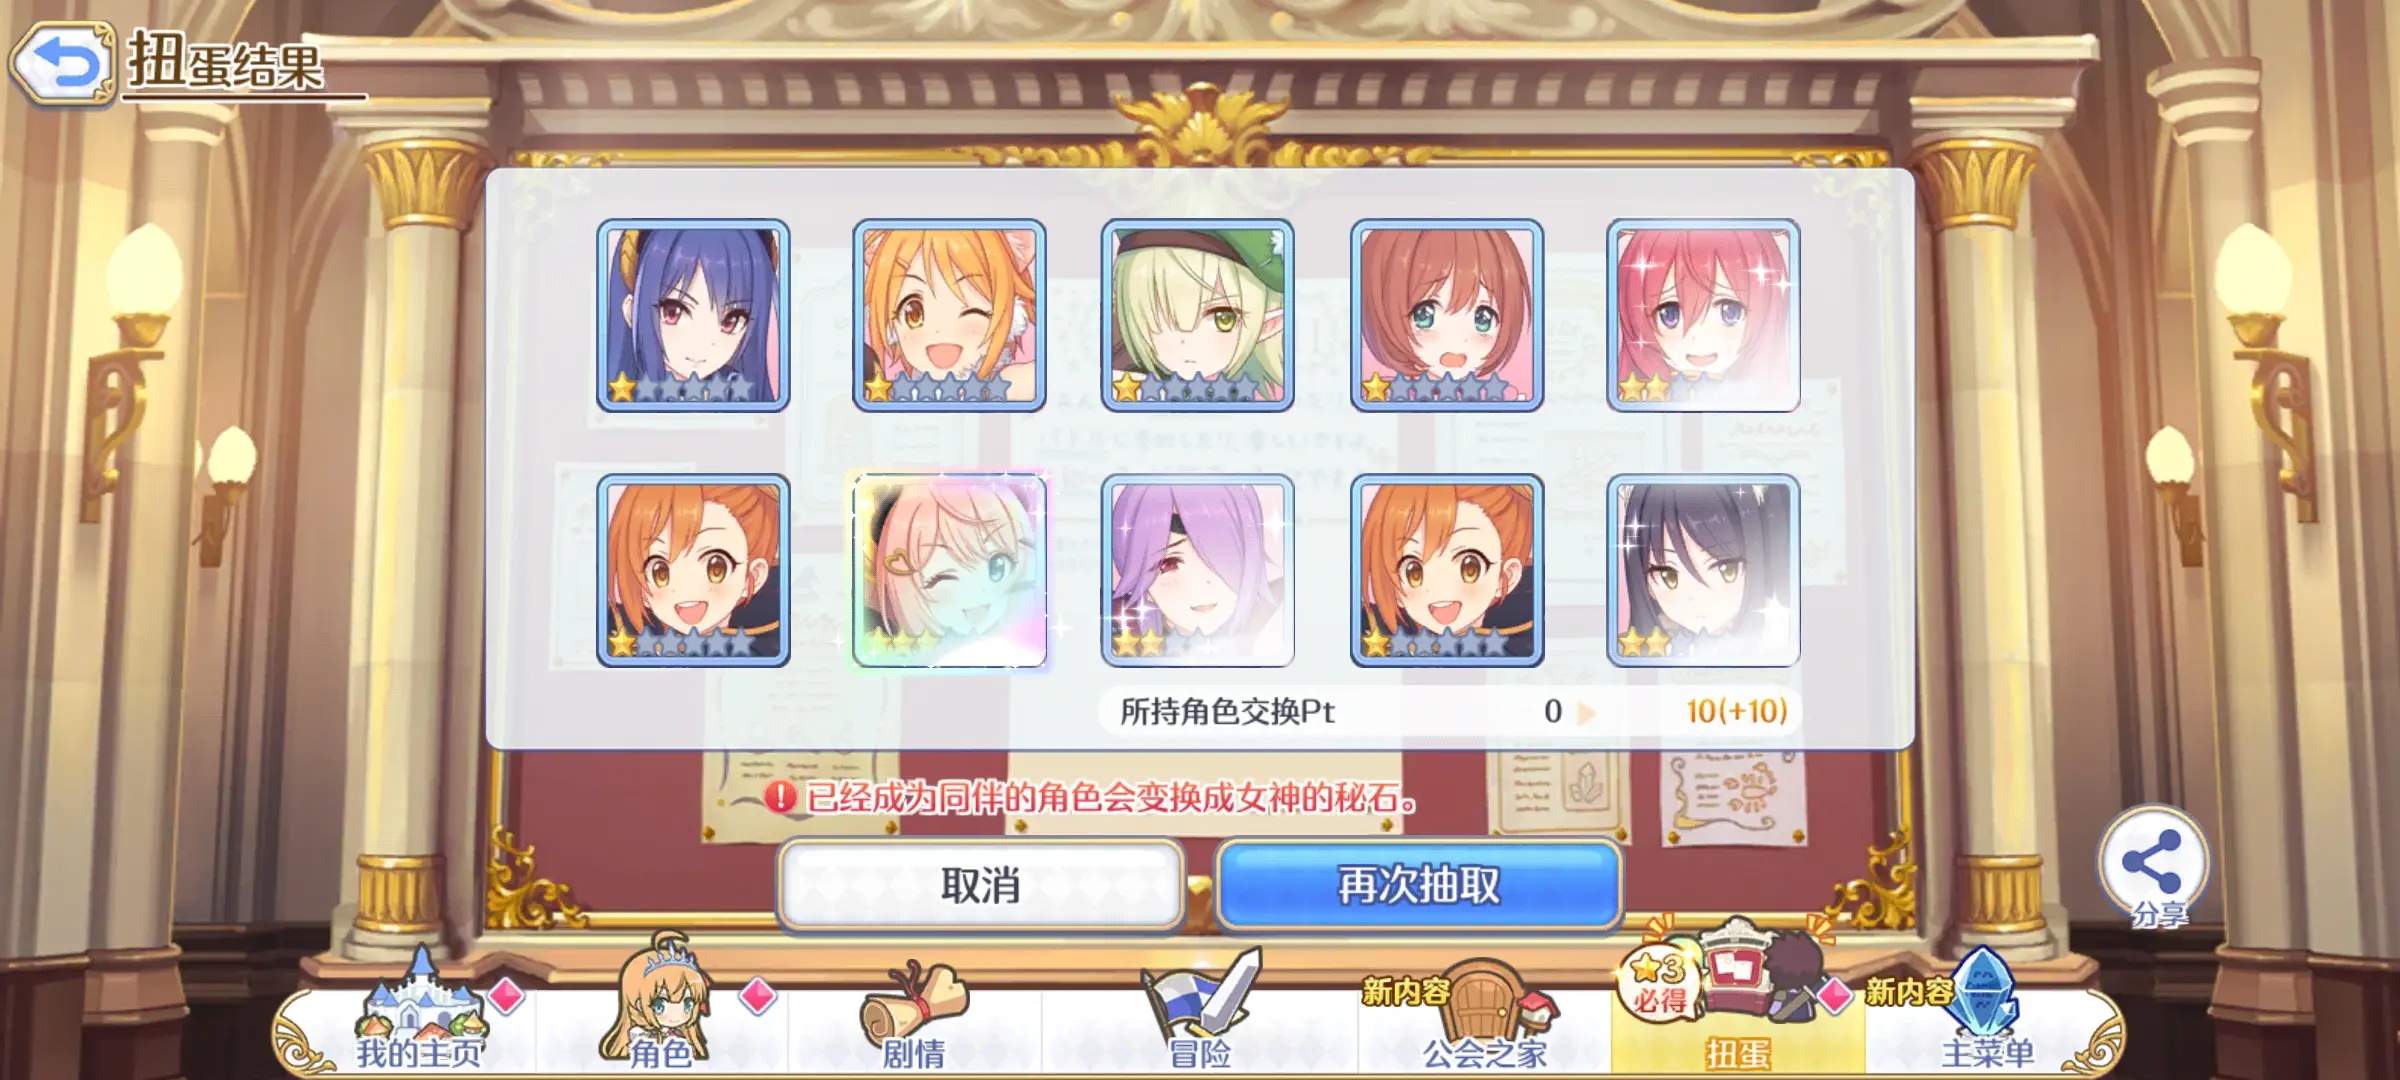 扭蛋结果
所持角色交换Pt 0 10(+10)
已经成为同伴的角色会变换成女神的秘石。
取消
再次抽取
分享
我的主页
角色
剧情
冒险
新内容
公会之家
3
必得
扭蛋
新内容
主菜单